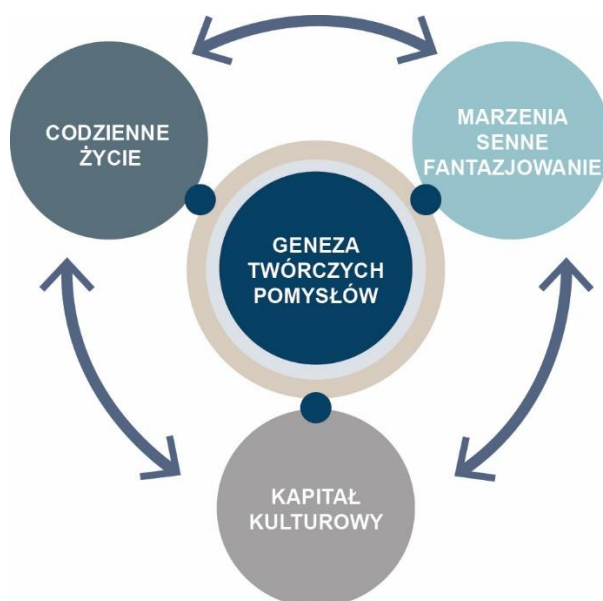 CODZIENNE
ŻYCIE
MARZENIA
SENNE
FANTAZJOWANIE
GENEZA
TWÓRCZYCH
POMYSŁÓW
KAPITAŁ
KULTUROWY